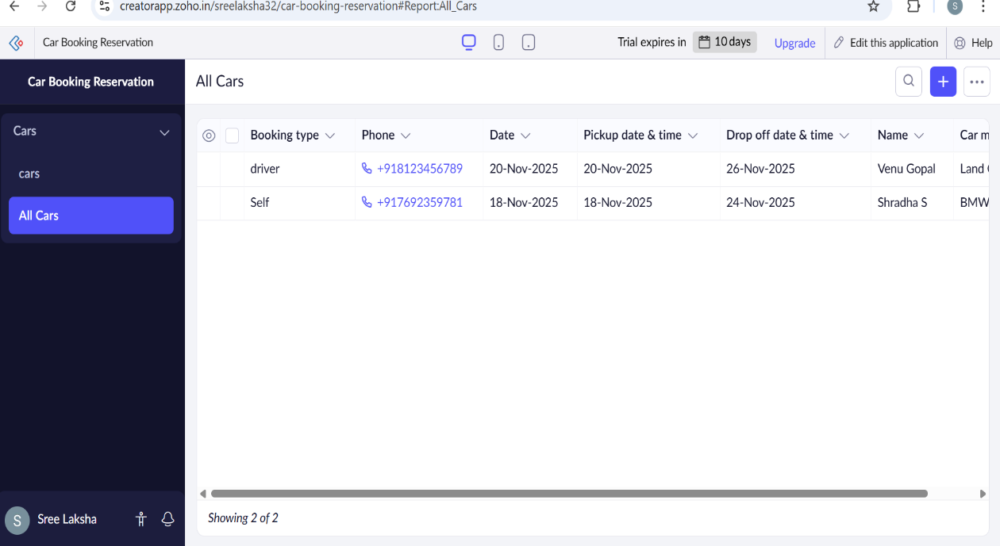 creatorapp.zoho.in/sreelaksha32/car-booking-reservation#Report:All_Cars
S
Car Booking Reservation
Trial expires in 10 days Upgrade Edit this application Help
Car Booking Reservation
All Cars
Cars
cars
All Cars
Booking type Phone Date Pickup date & time Drop off date & time Name Car m
driver +918123456789 20-Nov-2025 20-Nov-2025 26-Nov-2025 Venu Gopal Land
Self +917692359781 18-Nov-2025 18-Nov-2025 24-Nov-2025 Shradha S BMW
Showing 2 of 2
S Sree Laksha